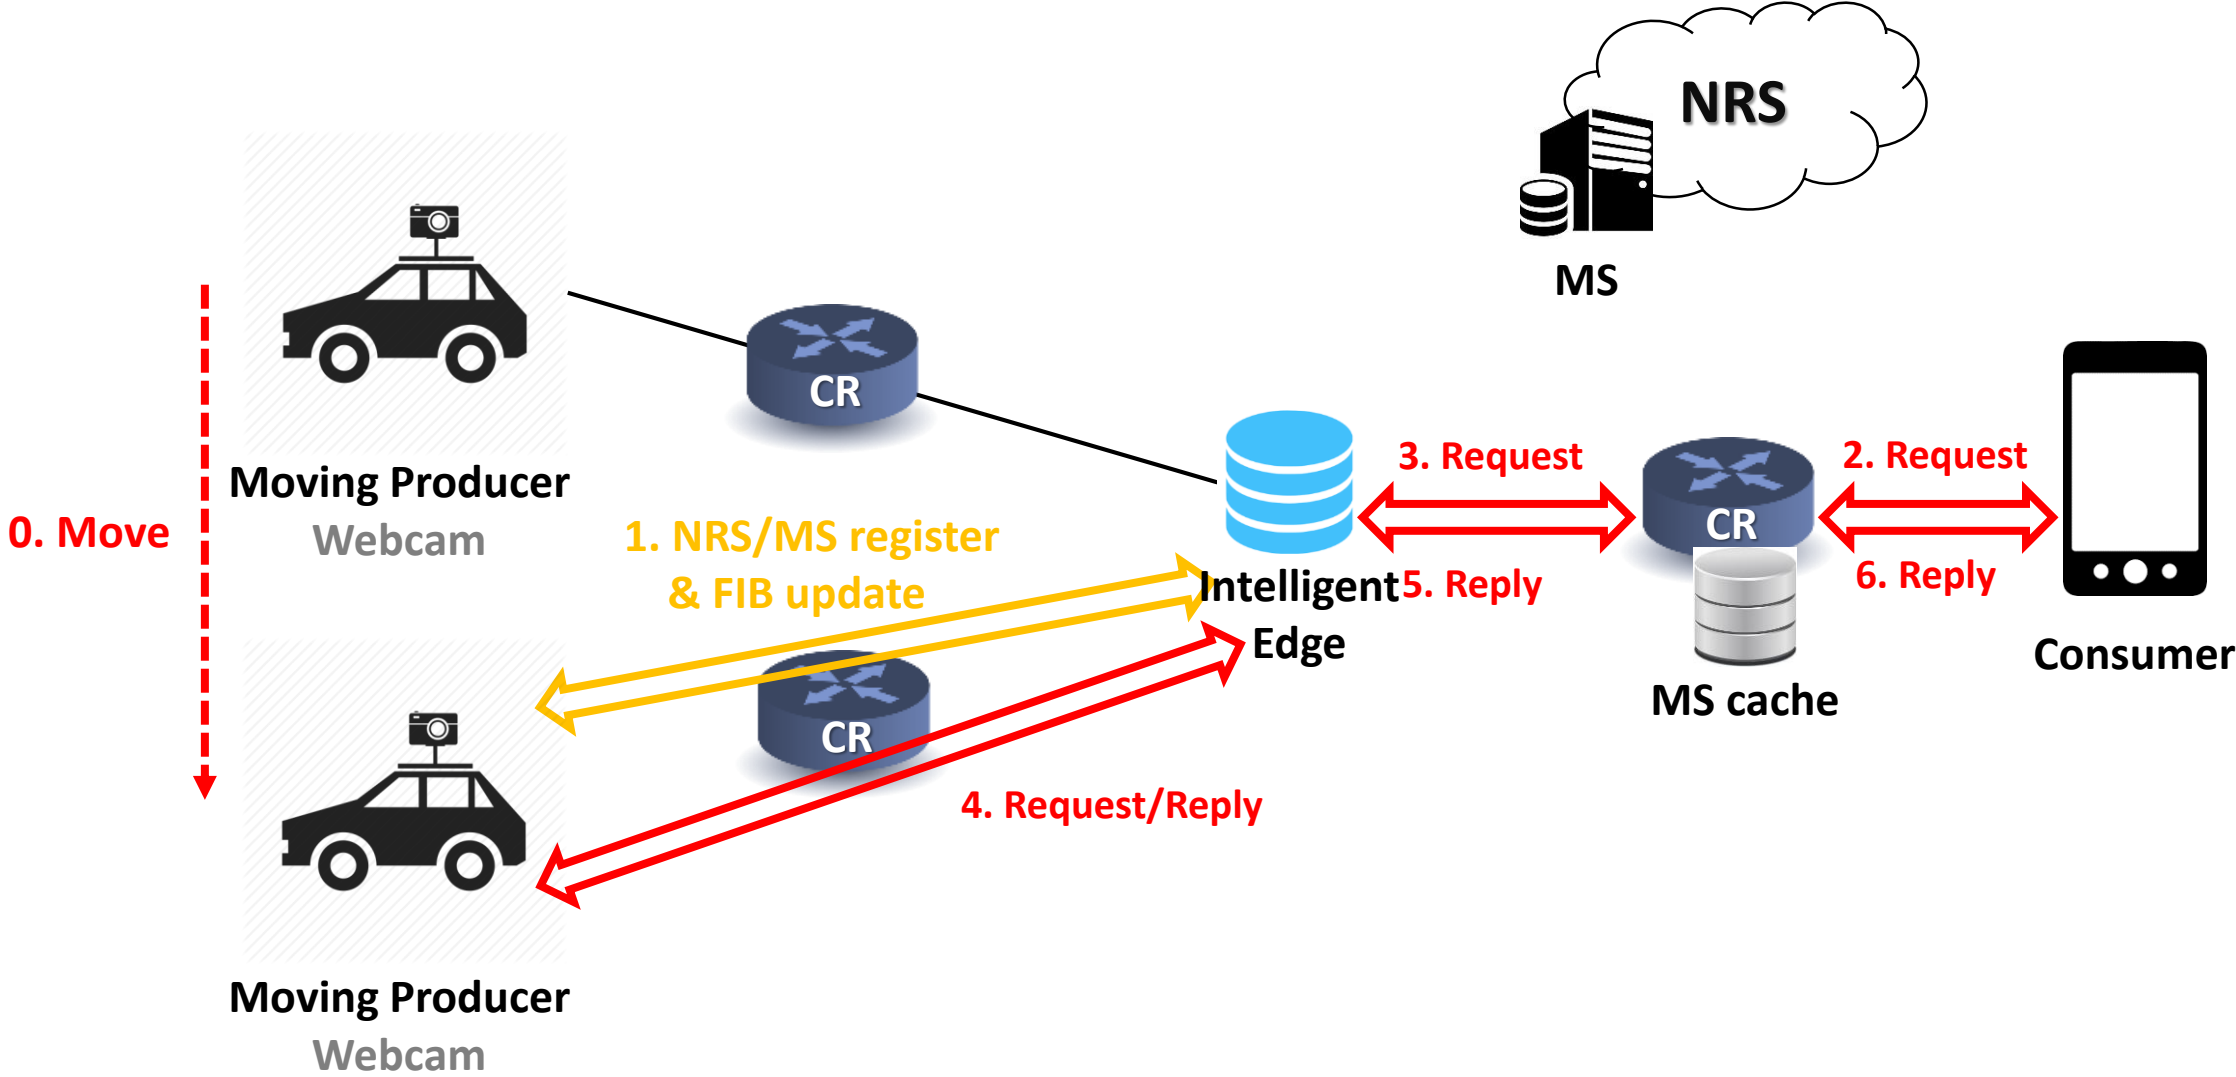 NRS
MS
CR
Moving Producer
Webcam
0. Move
1. NRS/MS register
& FIB update
3. Request
CR
2. Request
Intelligent
Edge
5. Reply
6. Reply
MS cache
Consumer
CR
4. Request/Reply
Moving Producer
Webcam